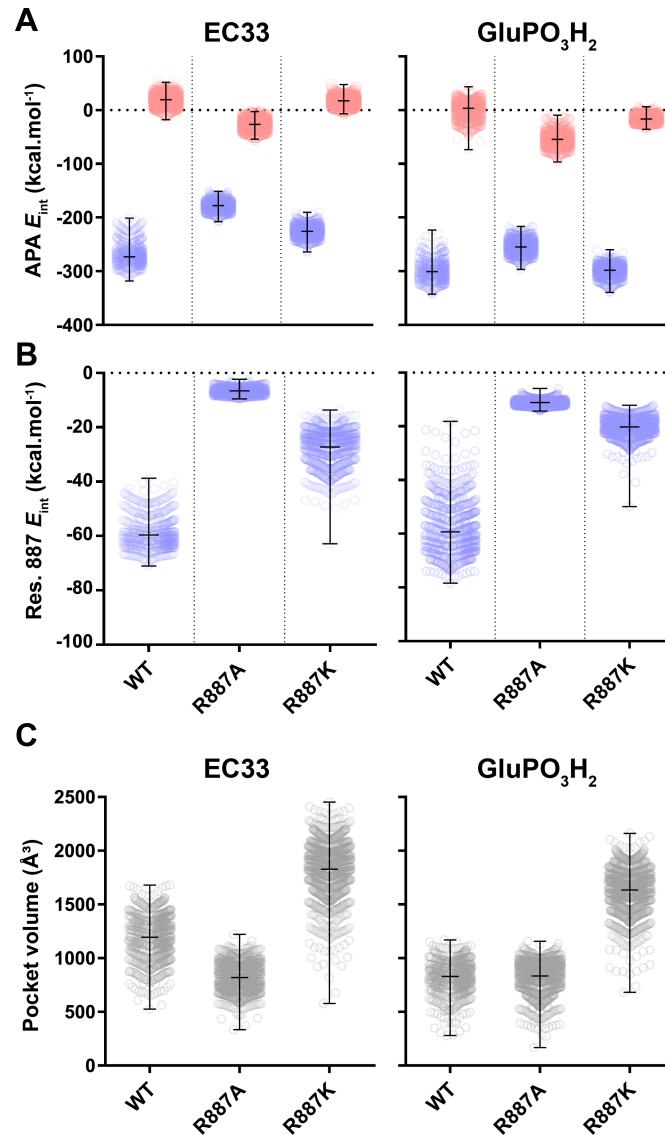 A
EC33
GluPO₃H₂
APA Eint (kcal.mol⁻¹)
100
0
-100
-200
-300
-400
B
Res. 887 Eint (kcal.mol⁻¹)
0
-20
-40
-60
-80
-100
WT
R887A
R887K
WT
R887A
R887K
C
EC33
GluPO₃H₂
Pocket volume (Å³)
2500
2000
1500
1000
500
0
WT
R887A
R887K
WT
R887A
R887K